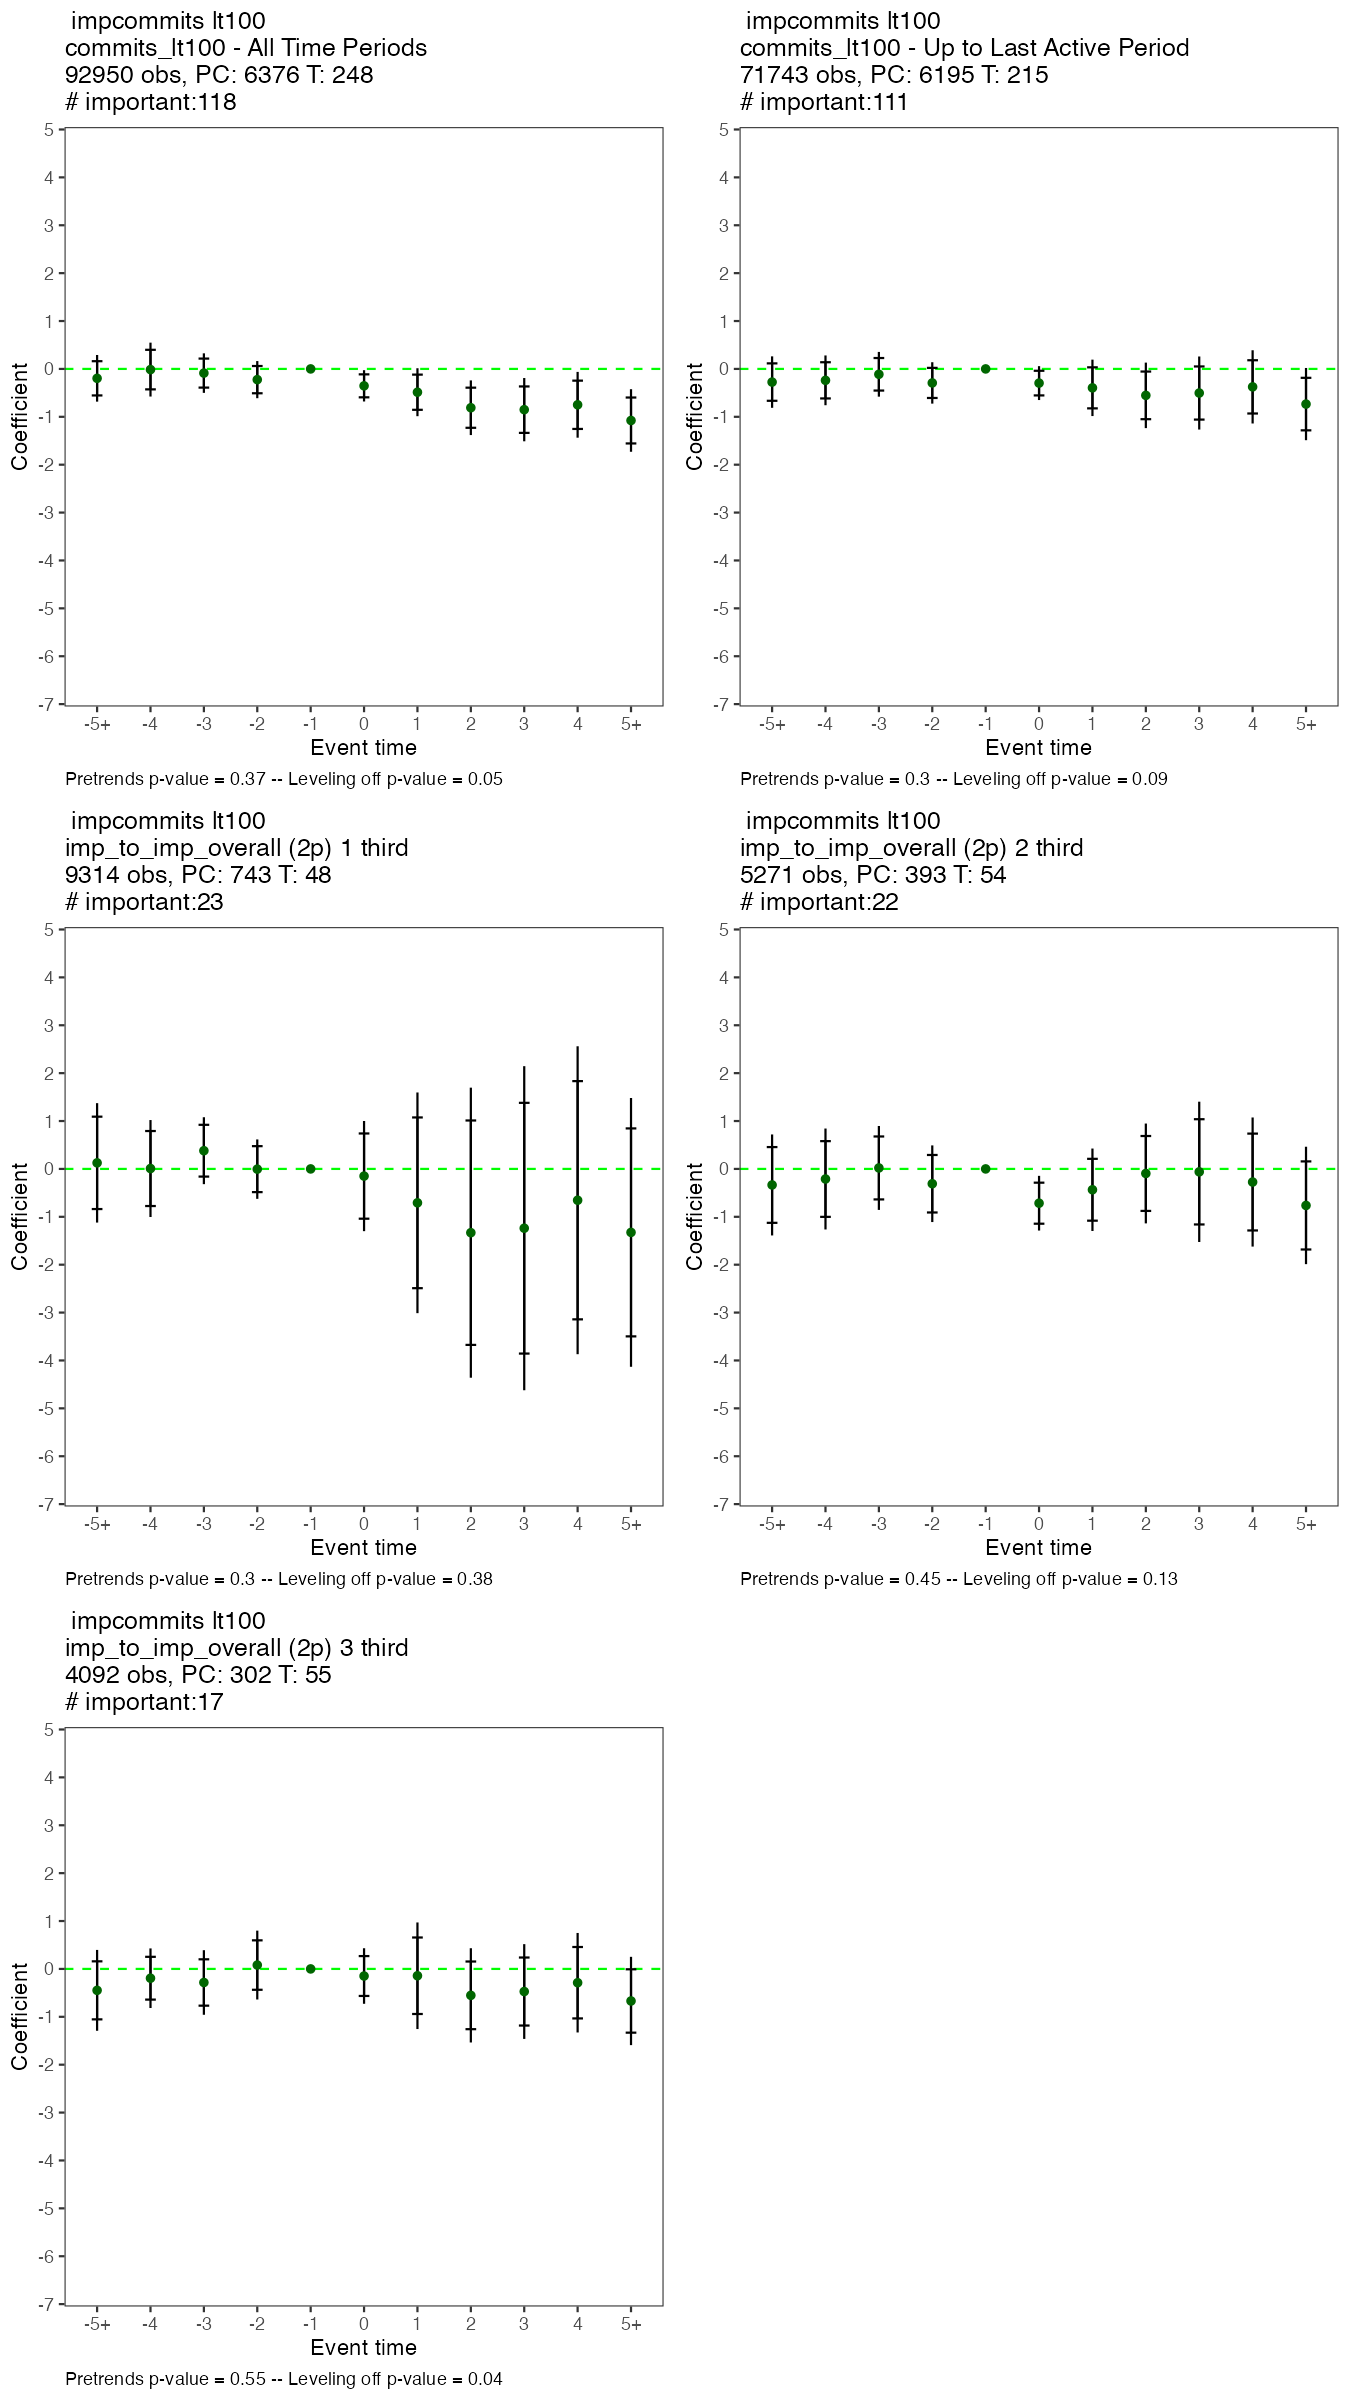 impcommits lt100
commits_lt100 - All Time Periods
92950 obs, PC: 6376 T: 248
# important:118
5
4
3
2
1
0
-1
-2
-3
-4
-5
-6
-7
Coefficient
-5+ -4 -3 -2 -1 0 1 2 3 4 5+
Event time
Pretrends p-value = 0.37 -- Leveling off p-value = 0.05
impcommits lt100
commits_lt100 - Up to Last Active Period
71743 obs, PC: 6195 T: 215
# important:111
5
4
3
2
1
0
-1
-2
-3
-4
-5
-6
-7
Coefficient
-5+ -4 -3 -2 -1 0 1 2 3 4 5+
Event time
Pretrends p-value = 0.3 -- Leveling off p-value = 0.09
impcommits lt100
imp_to_imp_overall (2p) 1 third
9314 obs, PC: 743 T: 48
# important:23
5
4
3
2
1
0
-1
-2
-3
-4
-5
-6
-7
Coefficient
-5+ -4 -3 -2 -1 0 1 2 3 4 5+
Event time
Pretrends p-value = 0.3 -- Leveling off p-value = 0.38
impcommits lt100
imp_to_imp_overall (2p) 2 third
5271 obs, PC: 393 T: 54
# important:22
5
4
3
2
1
0
-1
-2
-3
-4
-5
-6
-7
Coefficient
-5+ -4 -3 -2 -1 0 1 2 3 4 5+
Event time
Pretrends p-value = 0.45 -- Leveling off p-value = 0.13
impcommits lt100
imp_to_imp_overall (2p) 3 third
4092 obs, PC: 302 T: 55
# important:17
5
4
3
2
1
0
-1
-2
-3
-4
-5
-6
-7
Coefficient
-5+ -4 -3 -2 -1 0 1 2 3 4 5+
Event time
Pretrends p-value = 0.55 -- Leveling off p-value = 0.04